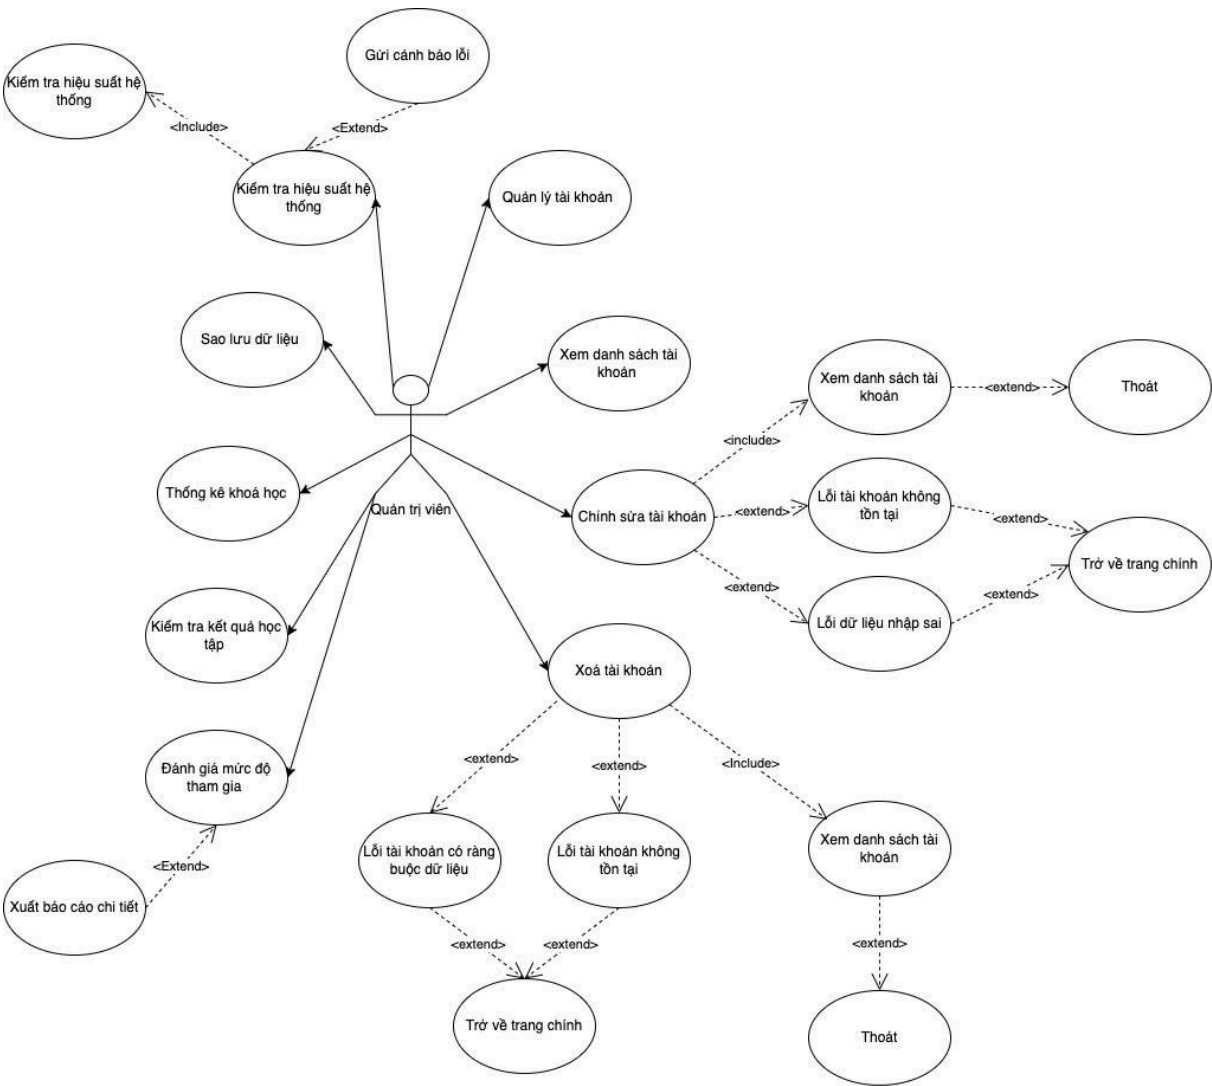 Gửi cảnh báo lỗi
Kiểm tra hiệu suất hệ
thống
<Include>
<Extend>
Kiểm tra hiệu suất hệ
thống
Quản lý tài khoản
Sao lưu dữ liệu
Xem danh sách tài
khoản
Xem danh sách tài
khoản
<extend>
Thoát
<include>
Thống kê khoá học
Quản trị viên
Chỉnh sửa tài khoản
<extend>
Lỗi tài khoản không
tồn tại
<extend>
Trở về trang chính
<extend>
Lỗi dữ liệu nhập sai
<extend>
Kiểm tra kết quả học
tập
Xoá tài khoản
Đánh giá mức độ
tham gia
<extend>
<extend>
<Include>
Lỗi tài khoản có ràng
buộc dữ liệu
Lỗi tài khoản không
tồn tại
Xem danh sách tài
khoản
<Extend>
Xuất báo cáo chi tiết
<extend>
<extend>
<extend>
Trở về trang chính
Thoát